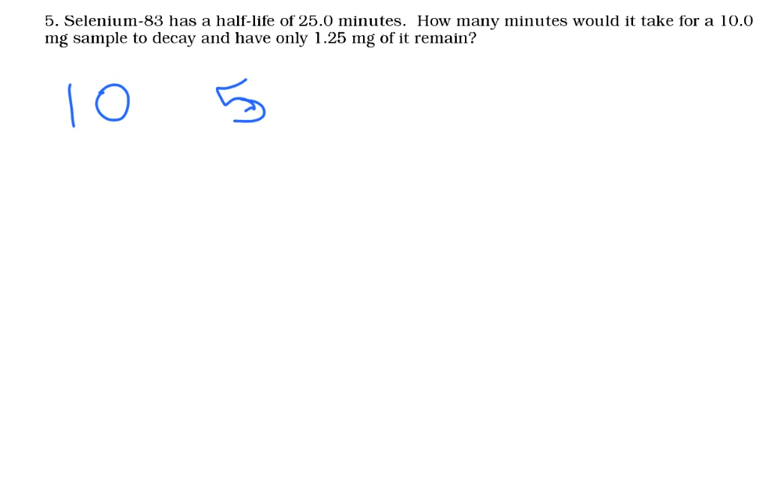 5. Selenium-83 has a half-life of 25.0 minutes.  How many minutes would it take for a 10.0
mg sample to decay and have only 1.25 mg of it remain?
10 5